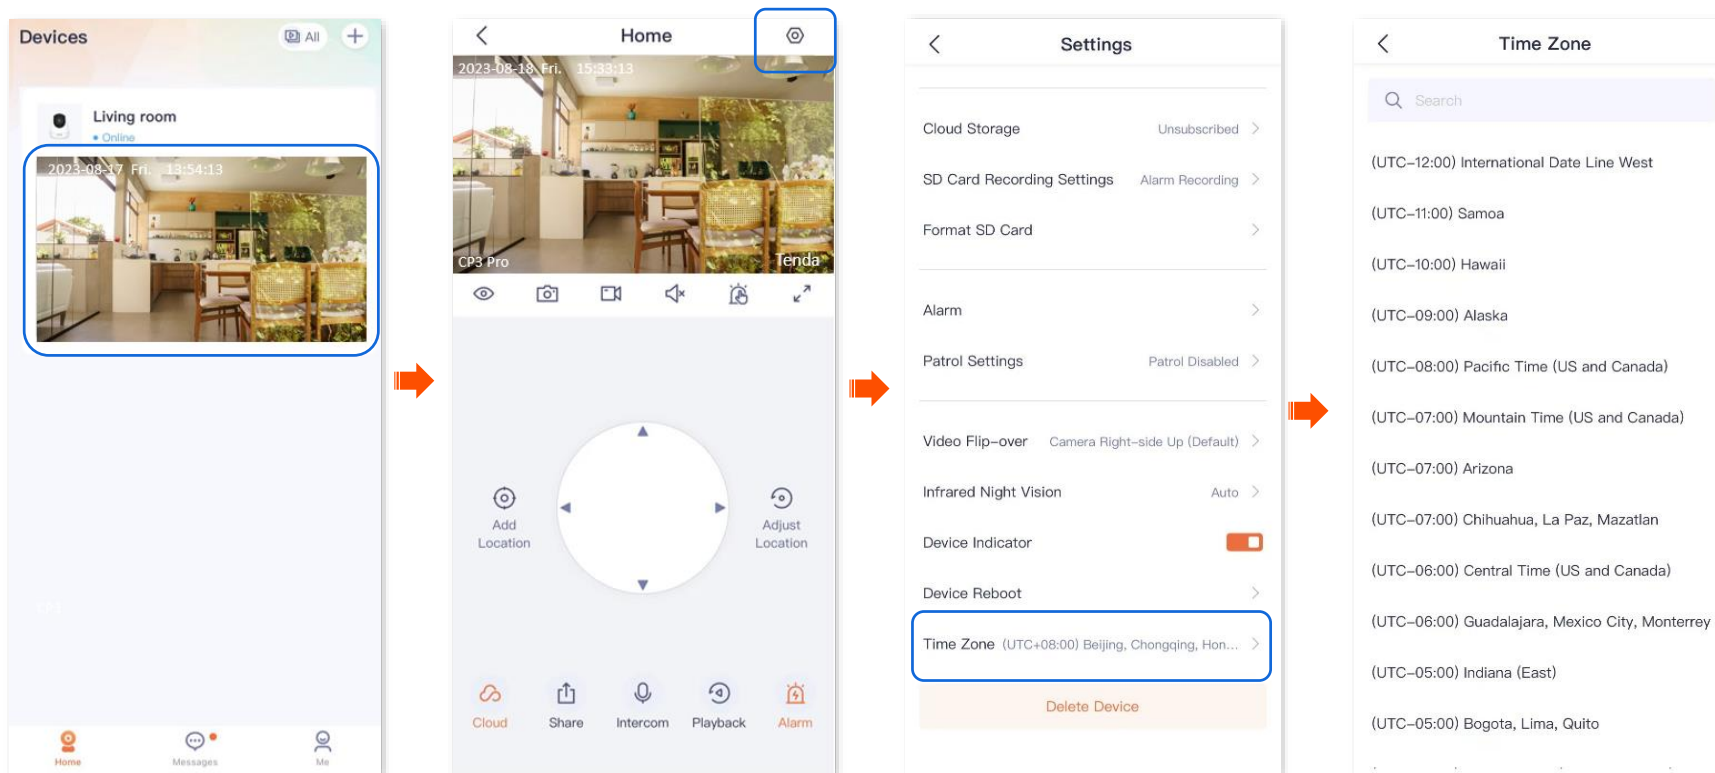 Devices
All
Living room
Online
2023-08-17 Fri. 13:54:13
CP3
Home
Messages
Me
Home
2023-08-18 Fri. 15:33:13
CP3 Pro
Tenda
Add
Location
Adjust
Location
Cloud
Share
Intercom
Playback
Alarm
Settings
Cloud Storage Unsubscribed
SD Card Recording Settings Alarm Recording
Format SD Card
Alarm
Patrol Settings Patrol Disabled
Video Flip-over Camera Right-side Up (Default)
Infrared Night Vision Auto
Device Indicator
Device Reboot
Time Zone (UTC+08:00) Beijing, Chongqing, Hon...
Delete Device
Time Zone
Search
(UTC-12:00) International Date Line West
(UTC-11:00) Samoa
(UTC-10:00) Hawaii
(UTC-09:00) Alaska
(UTC-08:00) Pacific Time (US and Canada)
(UTC-07:00) Mountain Time (US and Canada)
(UTC-07:00) Arizona
(UTC-07:00) Chihuahua, La Paz, Mazatlan
(UTC-06:00) Central Time (US and Canada)
(UTC-06:00) Guadalajara, Mexico City, Monterrey
(UTC-05:00) Indiana (East)
(UTC-05:00) Bogota, Lima, Quito